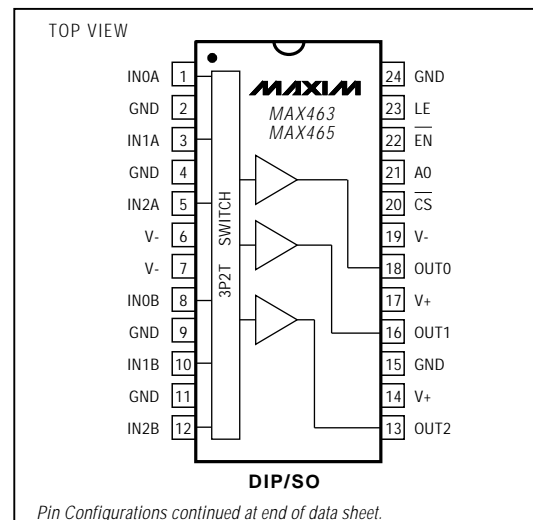 TOP VIEW
IN0A 1
GND 2
IN1A 3
GND 4
IN2A 5
V- 6
V- 7
IN0B 8
GND 9
IN1B 10
GND 11
IN2B 12
3P2T SWITCH
MAXIM
MAX463
MAX465
24 GND
23 LE
22 E̅N̅
21 A0
20 C̅S̅
19 V-
18 OUT0
17 V+
16 OUT1
15 GND
14 V+
13 OUT2
DIP/SO
Pin Configurations continued at end of data sheet.